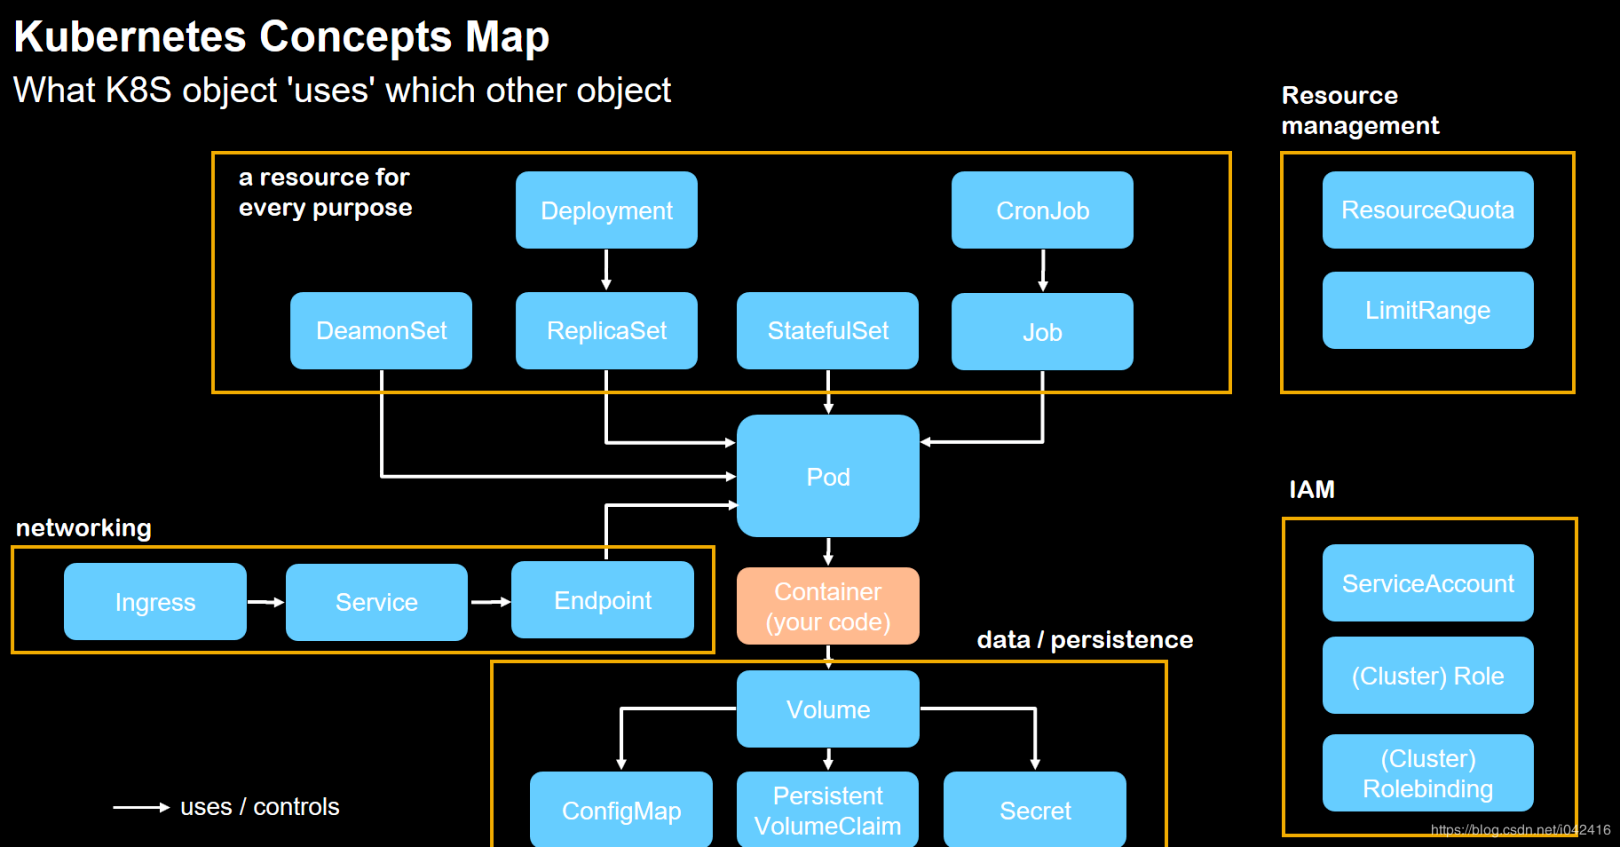 Kubernetes Concepts Map
What K8S object 'uses' which other object
Resource
management
a resource for
every purpose
Deployment
CronJob
ResourceQuota
DeamonSet
ReplicaSet
StatefulSet
Job
LimitRange
Pod
IAM
networking
Ingress
Service
Endpoint
Container
(your code)
ServiceAccount
data / persistence
(Cluster) Role
Volume
(Cluster)
Rolebinding
uses / controls
ConfigMap
Persistent
VolumeClaim
Secret
https://blog.csdn.net/i042416